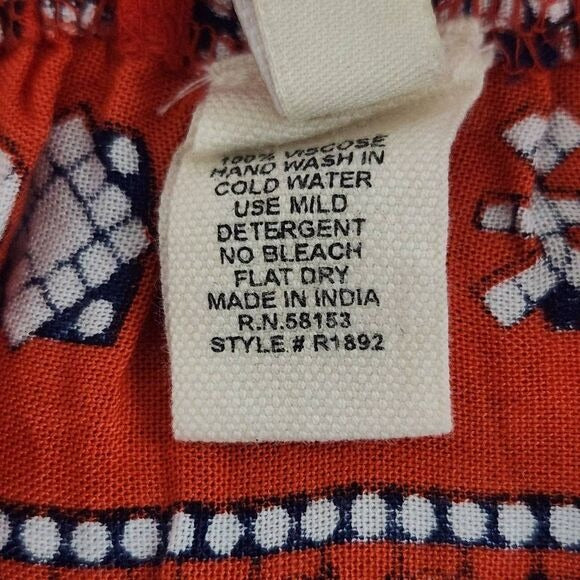 100% VISCOSE
HAND WASH IN
COLD WATER
USE MILD
DETERGENT
NO BLEACH
FLAT DRY
MADE IN INDIA
R.N.58153
STYLE # R1892